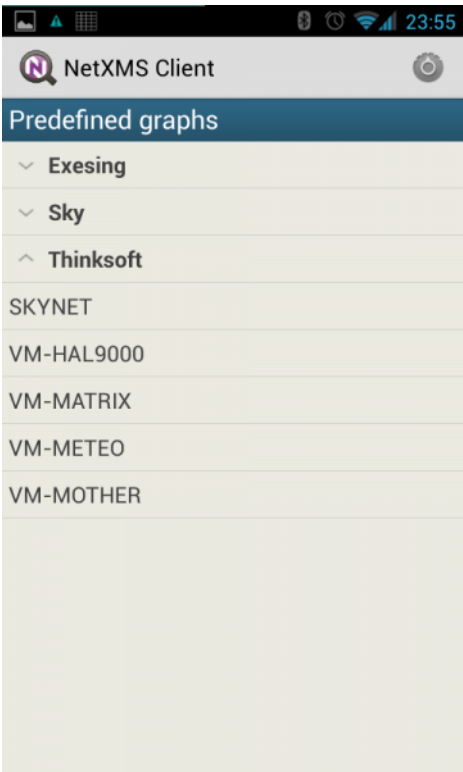 23:55
NetXMS Client
Predefined graphs
Exesing
Sky
Thinksoft
SKYNET
VM-HAL9000
VM-MATRIX
VM-METEO
VM-MOTHER